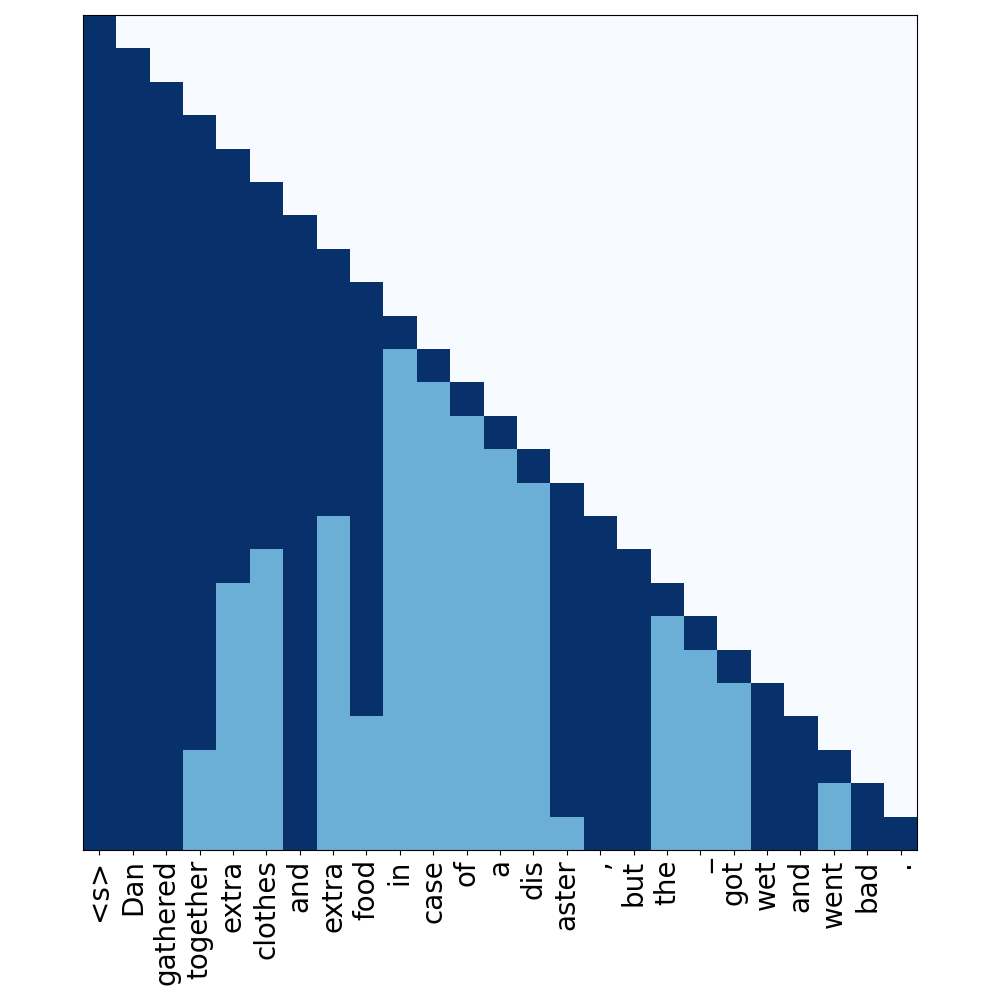 <s> Dan gathered together extra clothes and extra food in case of a dis aster , but the _ got wet and went bad .